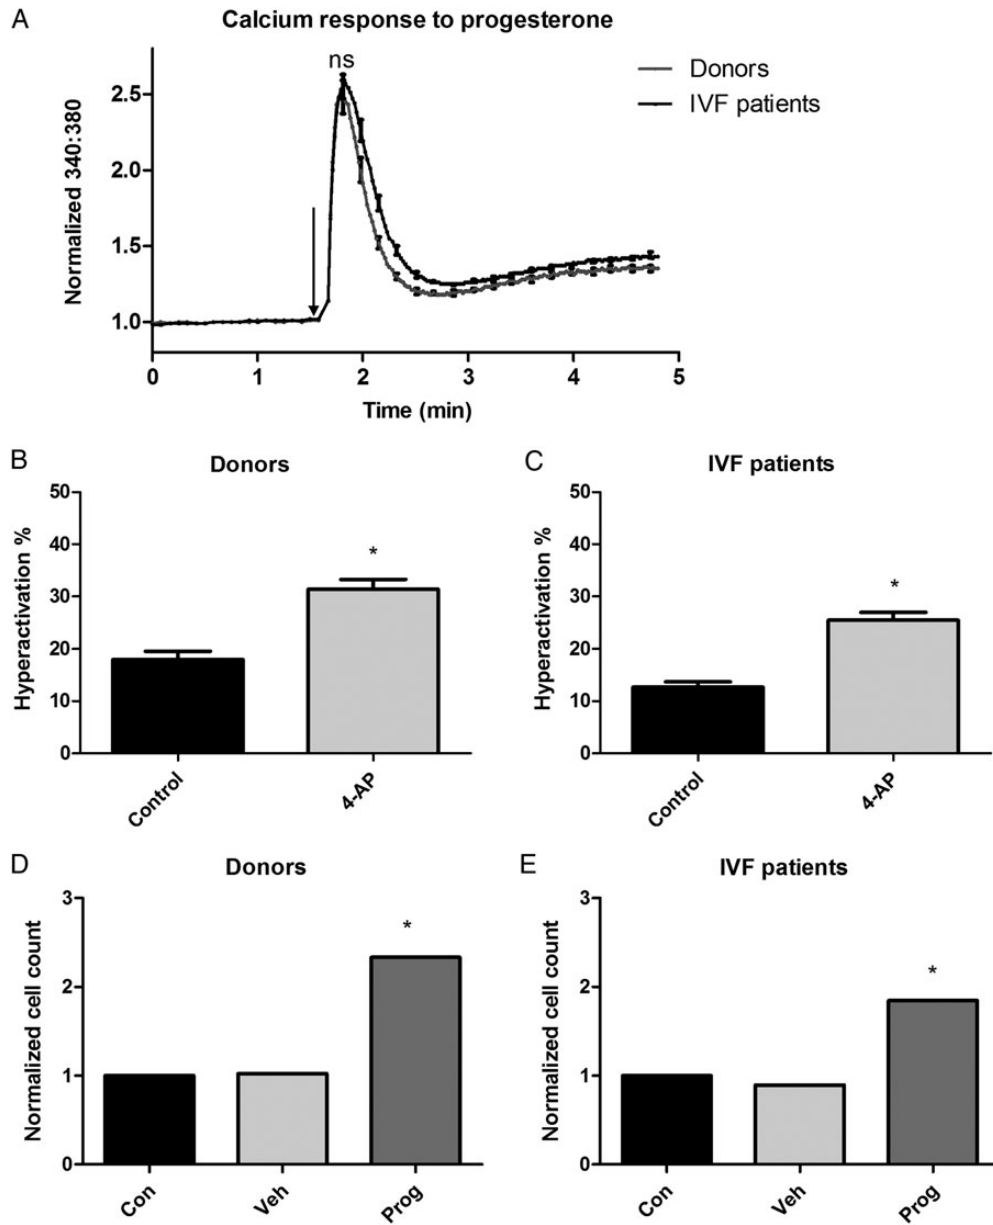 A
Calcium response to progesterone
ns
Donors
IVF patients
Normalized 340:380
2.5
2.0
1.5
1.0
0 1 2 3 4 5
Time (min)
B
Donors
Hyperactivation %
50
40
30
20
10
0
Control 4-AP
*
C
IVF patients
Hyperactivation %
50
40
30
20
10
0
Control 4-AP
*
D
Donors
Normalized cell count
3
2
1
0
Con Veh Prog
*
E
IVF patients
Normalized cell count
3
2
1
0
Con Veh Prog
*